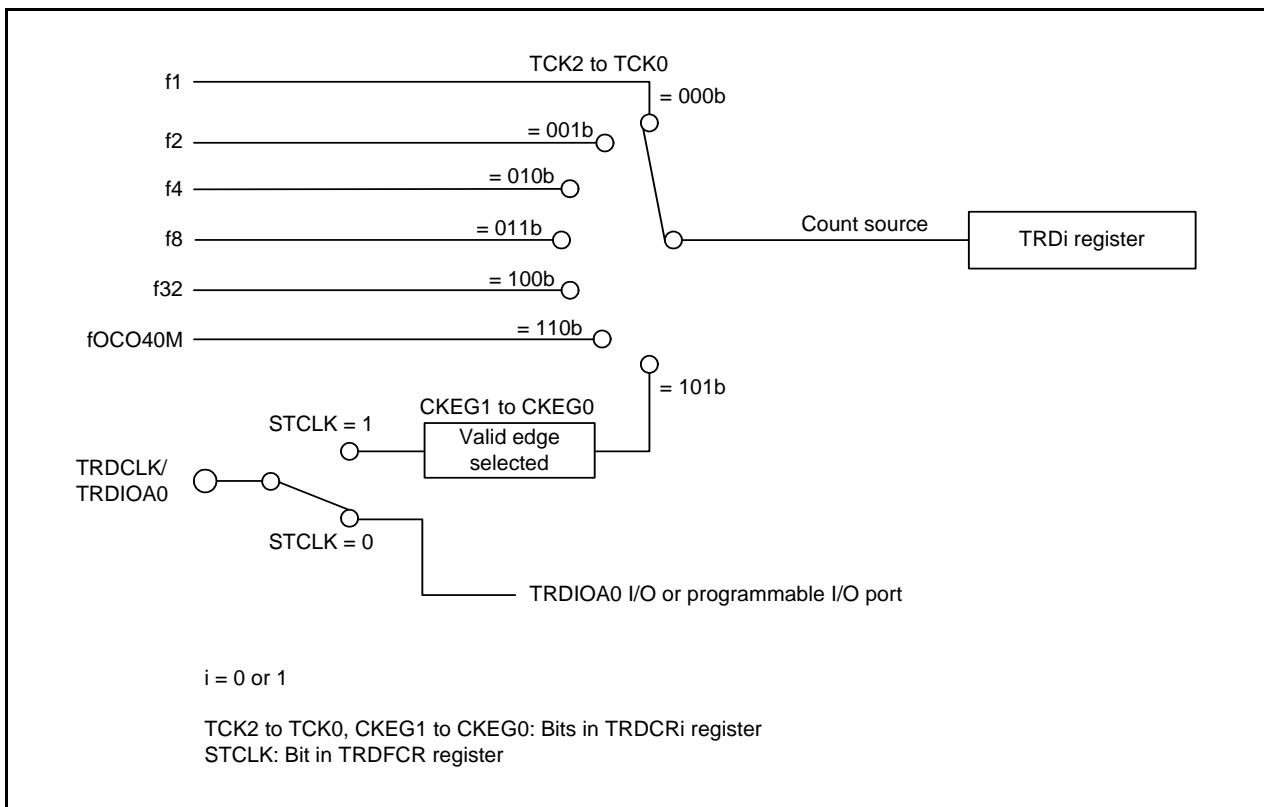 TCK2 to TCK0
f1
= 000b
f2
= 001b
f4
= 010b
f8
= 011b
Count source
TRDi register
f32
= 100b
fOCO40M
= 110b
= 101b
CKEG1 to CKEG0
STCLK = 1
Valid edge
selected
TRDCLK/
TRDIOA0
STCLK = 0
TRDIOA0 I/O or programmable I/O port
i = 0 or 1
TCK2 to TCK0, CKEG1 to CKEG0: Bits in TRDCRi register
STCLK: Bit in TRDFCR register